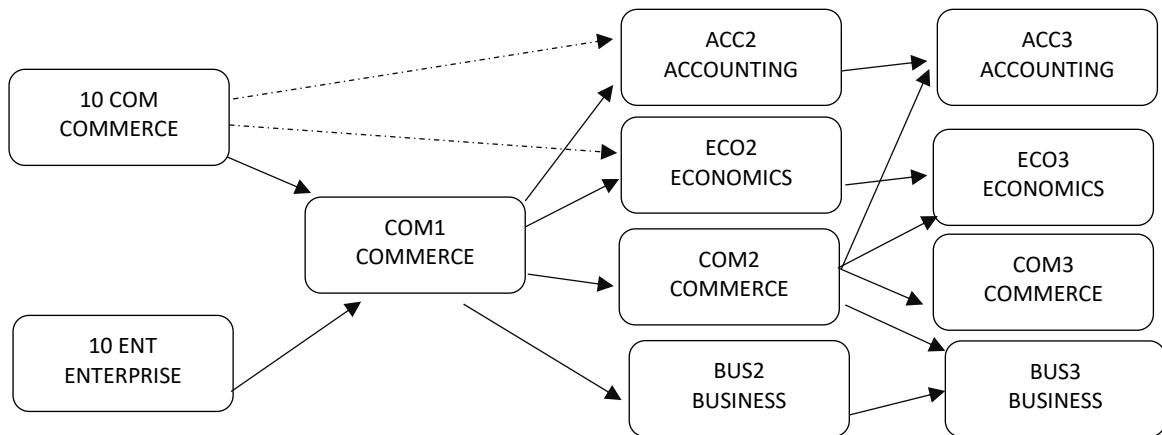 10 COM
COMMERCE
10 ENT
ENTERPRISE
COM1
COMMERCE
ACC2
ACCOUNTING
ECO2
ECONOMICS
COM2
COMMERCE
BUS2
BUSINESS
ACC3
ACCOUNTING
ECO3
ECONOMICS
COM3
COMMERCE
BUS3
BUSINESS